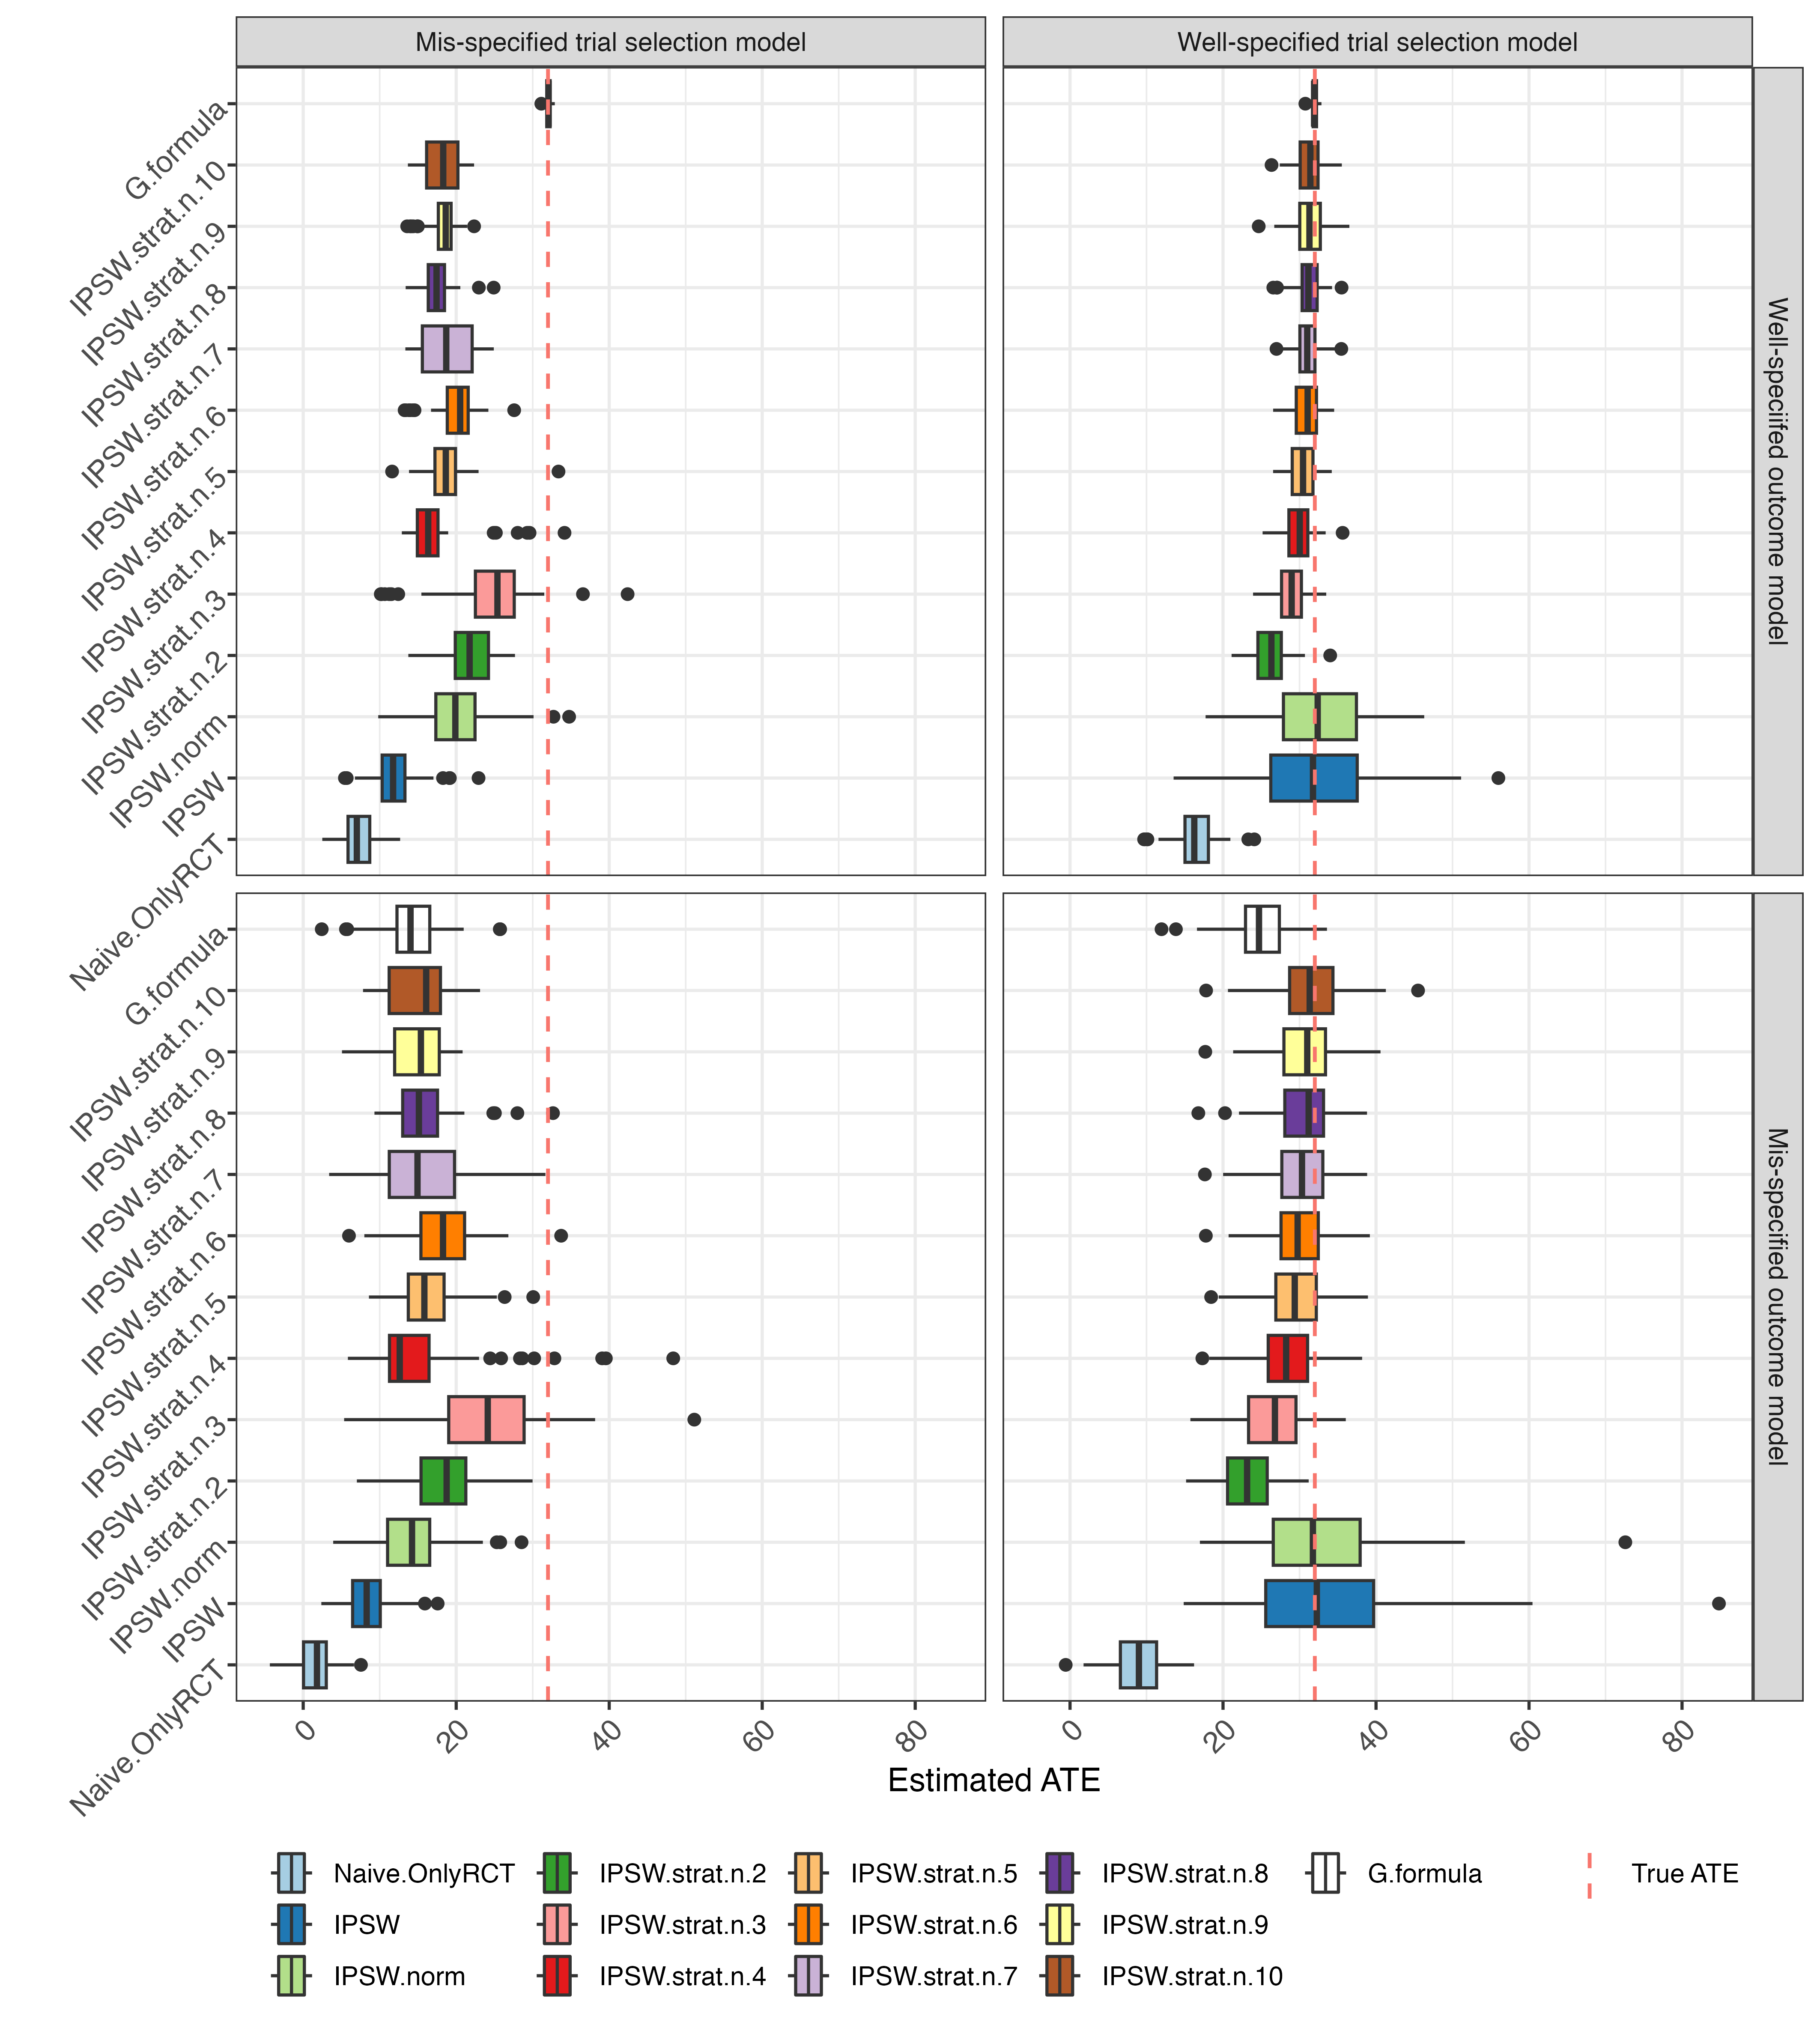 Mis-specified trial selection model
Well-specified trial selection model
G.formula
IPSW.strat.n.10
IPSW.strat.n.9
IPSW.strat.n.8
IPSW.strat.n.7
IPSW.strat.n.6
IPSW.strat.n.5
IPSW.strat.n.4
IPSW.strat.n.3
IPSW.strat.n.2
IPSW.norm
IPSW
Naive.OnlyRCT
Well-speciifed outcome model
G.formula
IPSW.strat.n.10
IPSW.strat.n.9
IPSW.strat.n.8
IPSW.strat.n.7
IPSW.strat.n.6
IPSW.strat.n.5
IPSW.strat.n.4
IPSW.strat.n.3
IPSW.strat.n.2
IPSW.norm
IPSW
Naive.OnlyRCT
Mis-specified outcome model
0 20 40 60 80
0 20 40 60 80
Estimated ATE
Naive.OnlyRCT IPSW.strat.n.2 IPSW.strat.n.5 IPSW.strat.n.8 G.formula True ATE
IPSW IPSW.strat.n.3 IPSW.strat.n.6 IPSW.strat.n.9
IPSW.norm IPSW.strat.n.4 IPSW.strat.n.7 IPSW.strat.n.10